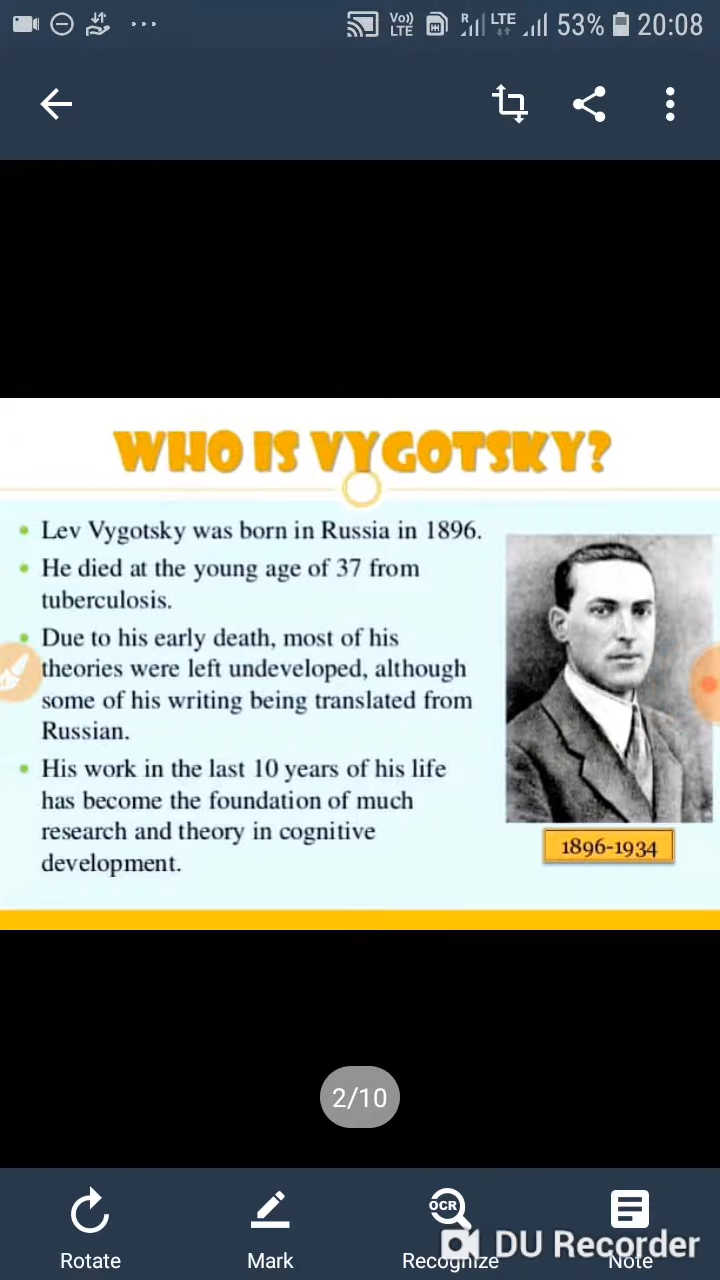 Vo)) LTE R LTE 53% 20:08
WHO IS VYGOTSKY?
Lev Vygotsky was born in Russia in 1896.
He died at the young age of 37 from
tuberculosis.
Due to his early death, most of his
theories were left undeveloped, although
some of his writing being translated from
Russian.
His work in the last 10 years of his life
has become the foundation of much
research and theory in cognitive
development.
1896-1934
2/10
OCR
DU Recorder
Rotate Mark Recognize Note